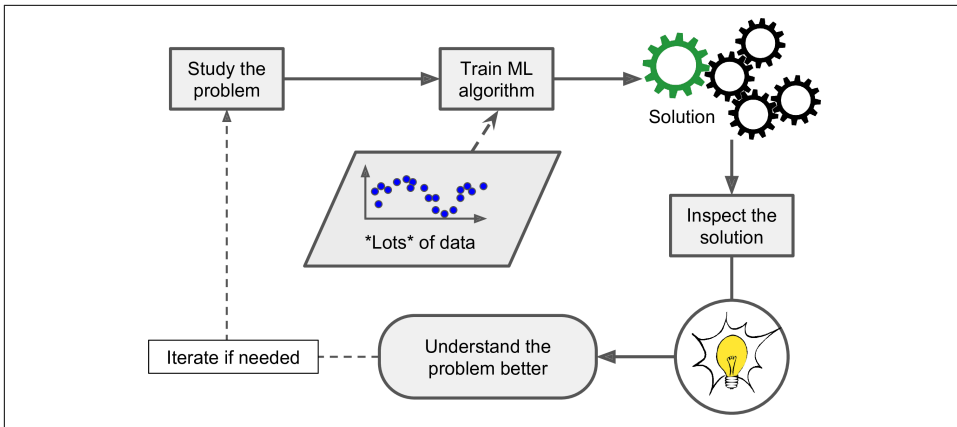 Study the
problem
Train ML
algorithm
Solution
*Lots* of data
Inspect the
solution
Understand the
problem better
Iterate if needed